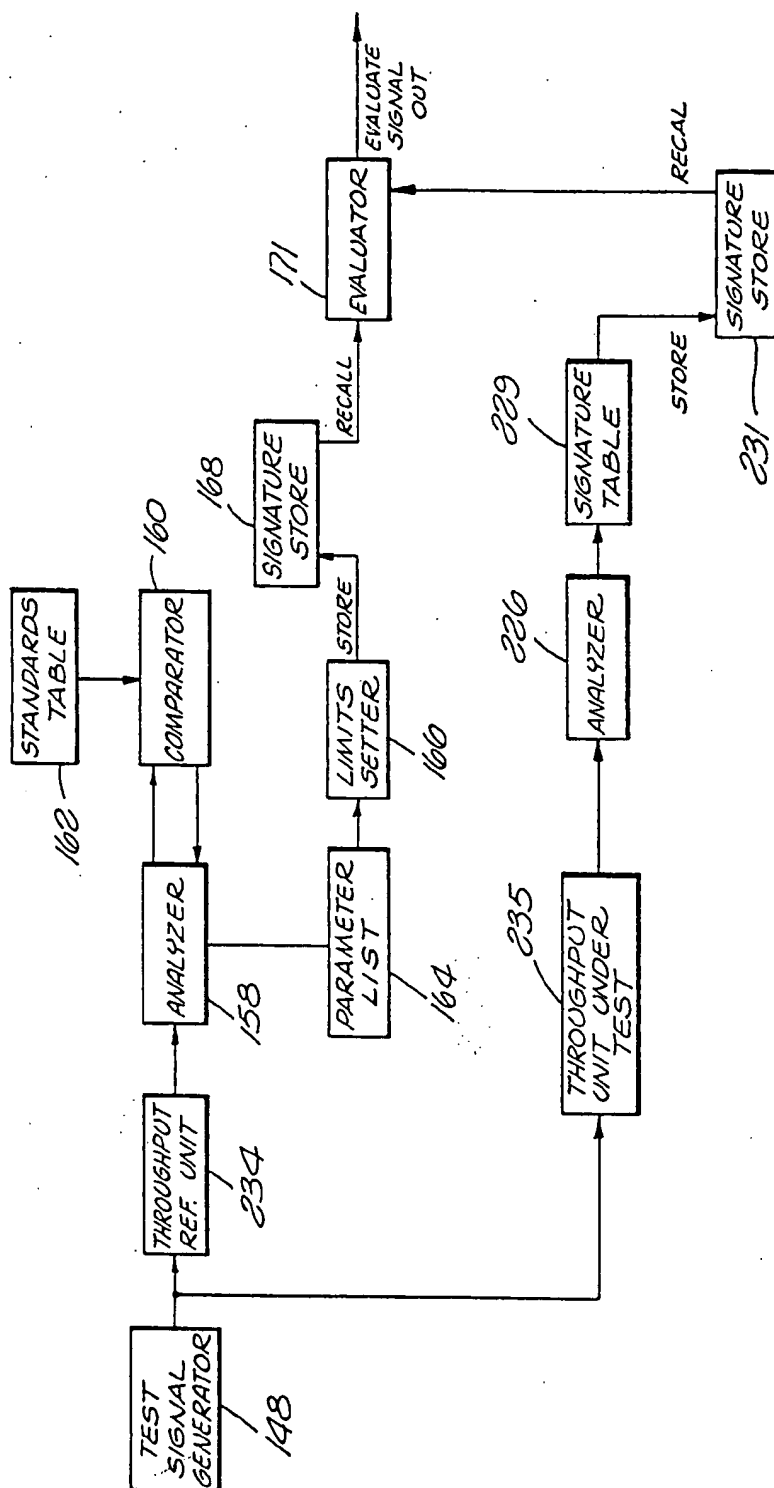 TEST
SIGNAL
GENERATOR
148
THROUGHPUT
REF. UNIT
234
ANALYZER
158
STANDARDS
TABLE
162
COMPARATOR
160
PARAMETER
LIST
164
LIMITS
SETTER
166
STORE
SIGNATURE
STORE
168
RECALL
171
EVALUATOR
EVALUATE
SIGNAL
OUT
THROUGHPUT
UNIT UNDER
TEST
235
ANALYZER
226
SIGNATURE
TABLE
229
STORE
SIGNATURE
STORE
231
RECAL